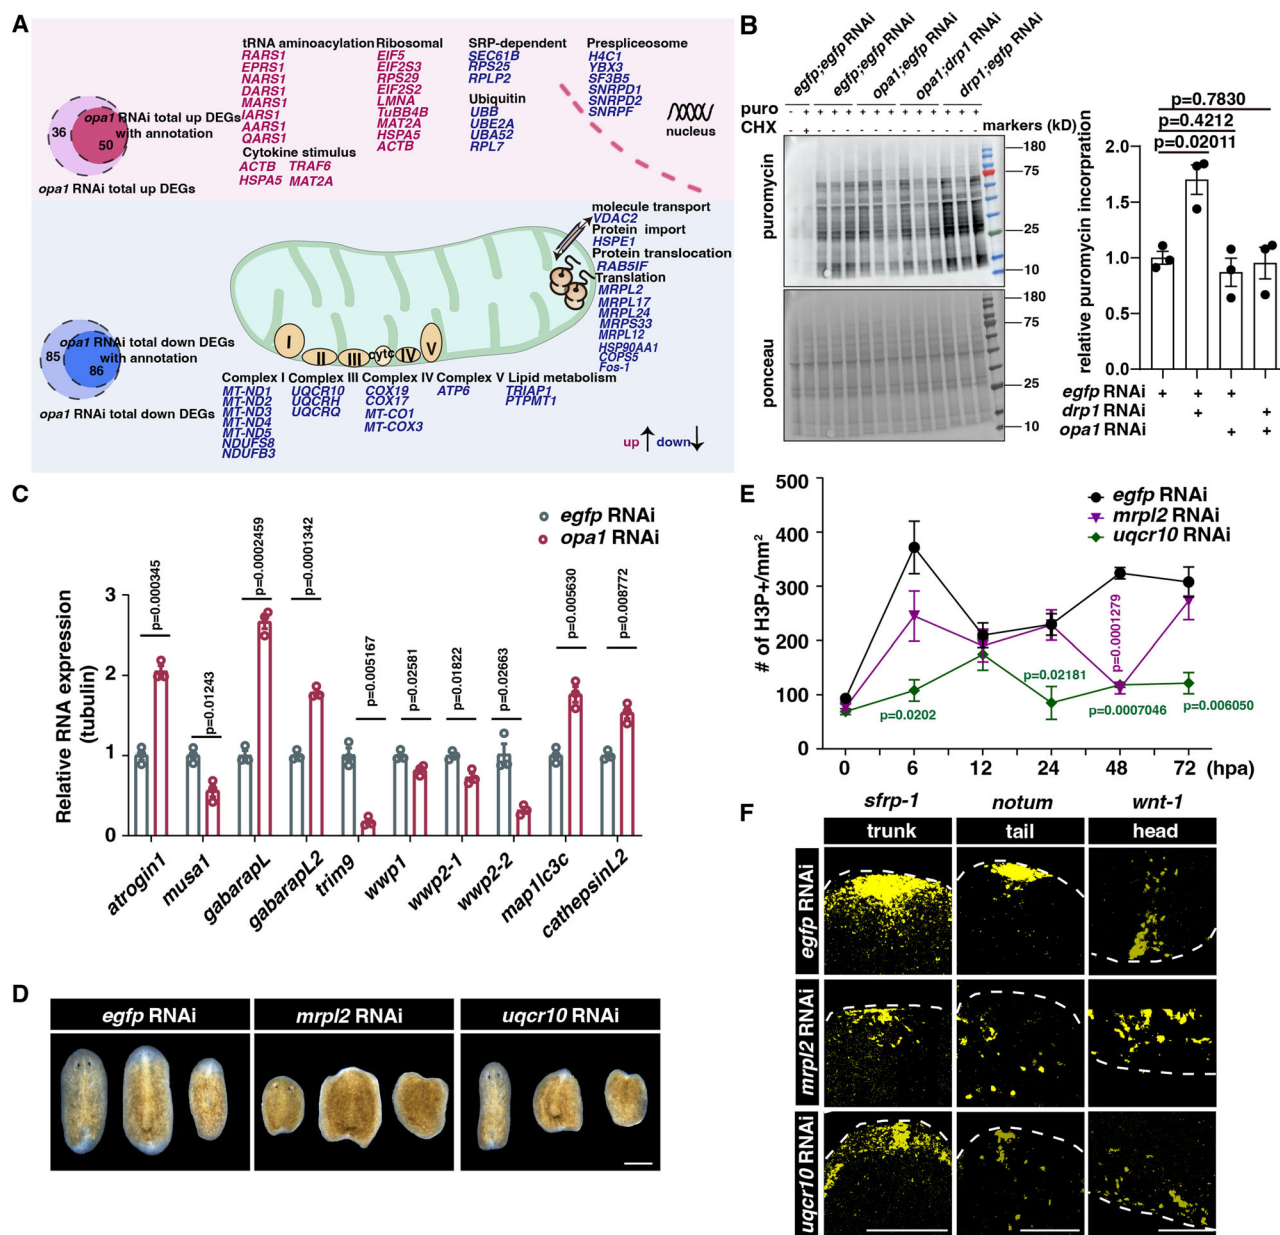 A
tRNA aminoacylation
RARS1
EPRS1
NARS1
DARS1
MARS1
IARS1
AARS1
QARS1
Cytokine stimulus
ACTB TRAF6
HSPA5 MAT2A
Ribosomal
EIF5
EIF2S3
RPS29
EIF2S2
LMNA
TuBB4B
MAT2A
HSPA5
ACTB
SRP-dependent
SEC61B
RPS25
RPLP2
Ubiquitin
UBB
UBE2A
UBA52
RPL7
Prespliceosome
H4C1
YBX3
SF3B5
SNRPD1
SNRPD2
SNRPF
nucleus
opa1 RNAi total up DEGs
with annotation
36
50
opa1 RNAi total up DEGs
molecule transport
VDAC2
Protein import
HSPE1
Protein translocation
RAB5IF
Translation
MRPL2
MRPL17
MRPL24
MRPS33
MRPL12
HSP90AA1
COPS5
Fos-1
opa1 RNAi total down DEGs
with annotation
85
86
opa1 RNAi total down DEGs
I
II
III
cytc
IV
V
Complex I
MT-ND1
MT-ND2
MT-ND3
MT-ND4
MT-ND5
NDUFS8
NDUFB3
Complex III
UQCR10
UQCRH
UQCRQ
Complex IV
COX19
COX17
MT-CO1
MT-COX3
Complex V
ATP6
Lipid metabolism
TRIAP1
PTPMT1
up down
B
egfp;egfp RNAi
egfp;egfp RNAi
opa1;egfp RNAi
opa1;drp1 RNAi
drp1;egfp RNAi
puro - + + + + + + + + + + + + +
CHX - +
markers (kD)
puromycin
180
75
25
10
ponceau
180
75
25
10
p=0.7830
p=0.4212
p=0.02011
relative puromycin incorpration
2.0
1.5
1.0
0.5
0.0
egfp RNAi + + +
drp1 RNAi + +
opa1 RNAi + +
C
egfp RNAi
opa1 RNAi
Relative RNA expression
(tubulin)
3
2
1
0
p=0.000345
p=0.01243
p=0.0002459
p=0.0001342
p=0.005167
p=0.02581
p=0.01822
p=0.02663
p=0.005630
p=0.008772
atrogin1
musa1
gabarapL
gabarapL2
trim9
wwp1
wwp2-1
wwp2-2
map1lc3c
cathepsinL2
D
egfp RNAi
mrpl2 RNAi
uqcr10 RNAi
E
# of H3P+/mm2
500
400
300
200
100
0
egfp RNAi
mrpl2 RNAi
uqcr10 RNAi
p=0.0202
p=0.02181
p=0.0001279
p=0.0007046
p=0.006050
0 6 12 24 48 72 (hpa)
F
sfrp-1 notum wnt-1
trunk tail head
egfp RNAi
mrpl2 RNAi
uqcr10 RNAi